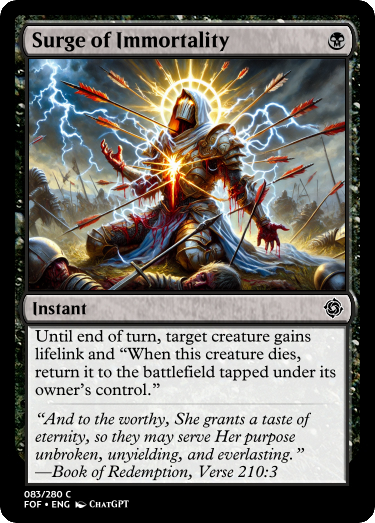 Surge of Immortality
Instant
Until end of turn, target creature gains
lifelink and “When this creature dies,
return it to the battlefield tapped under its
owner’s control.”
“And to the worthy, She grants a taste of
eternity, so they may serve Her purpose
unbroken, unyielding, and everlasting.”
—Book of Redemption, Verse 210:3
083/280 C
FOF • ENG ChatGPT